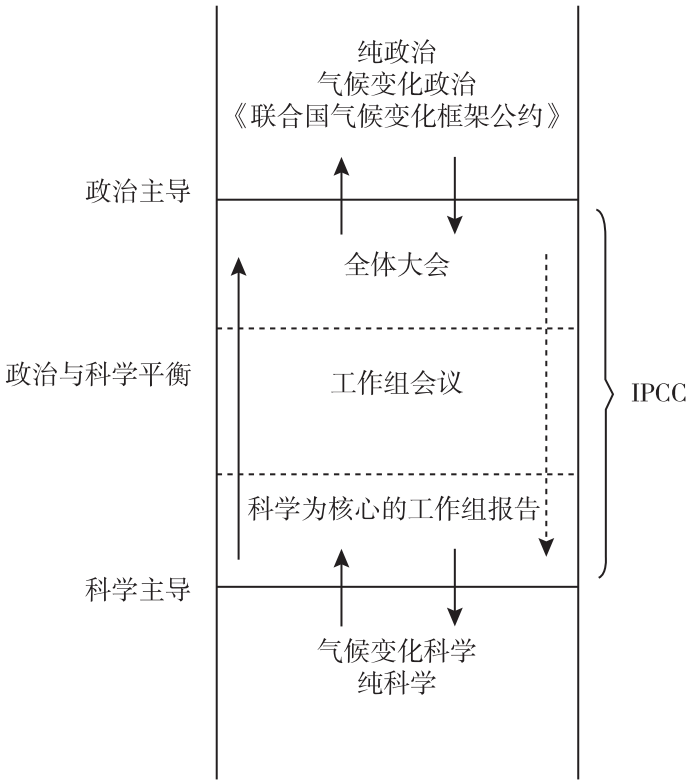 纯政治
气候变化政治
《联合国气候变化框架公约》
政治主导
全体大会
政治与科学平衡
工作组会议
IPCC
科学为核心的工作组报告
科学主导
气候变化科学
纯科学